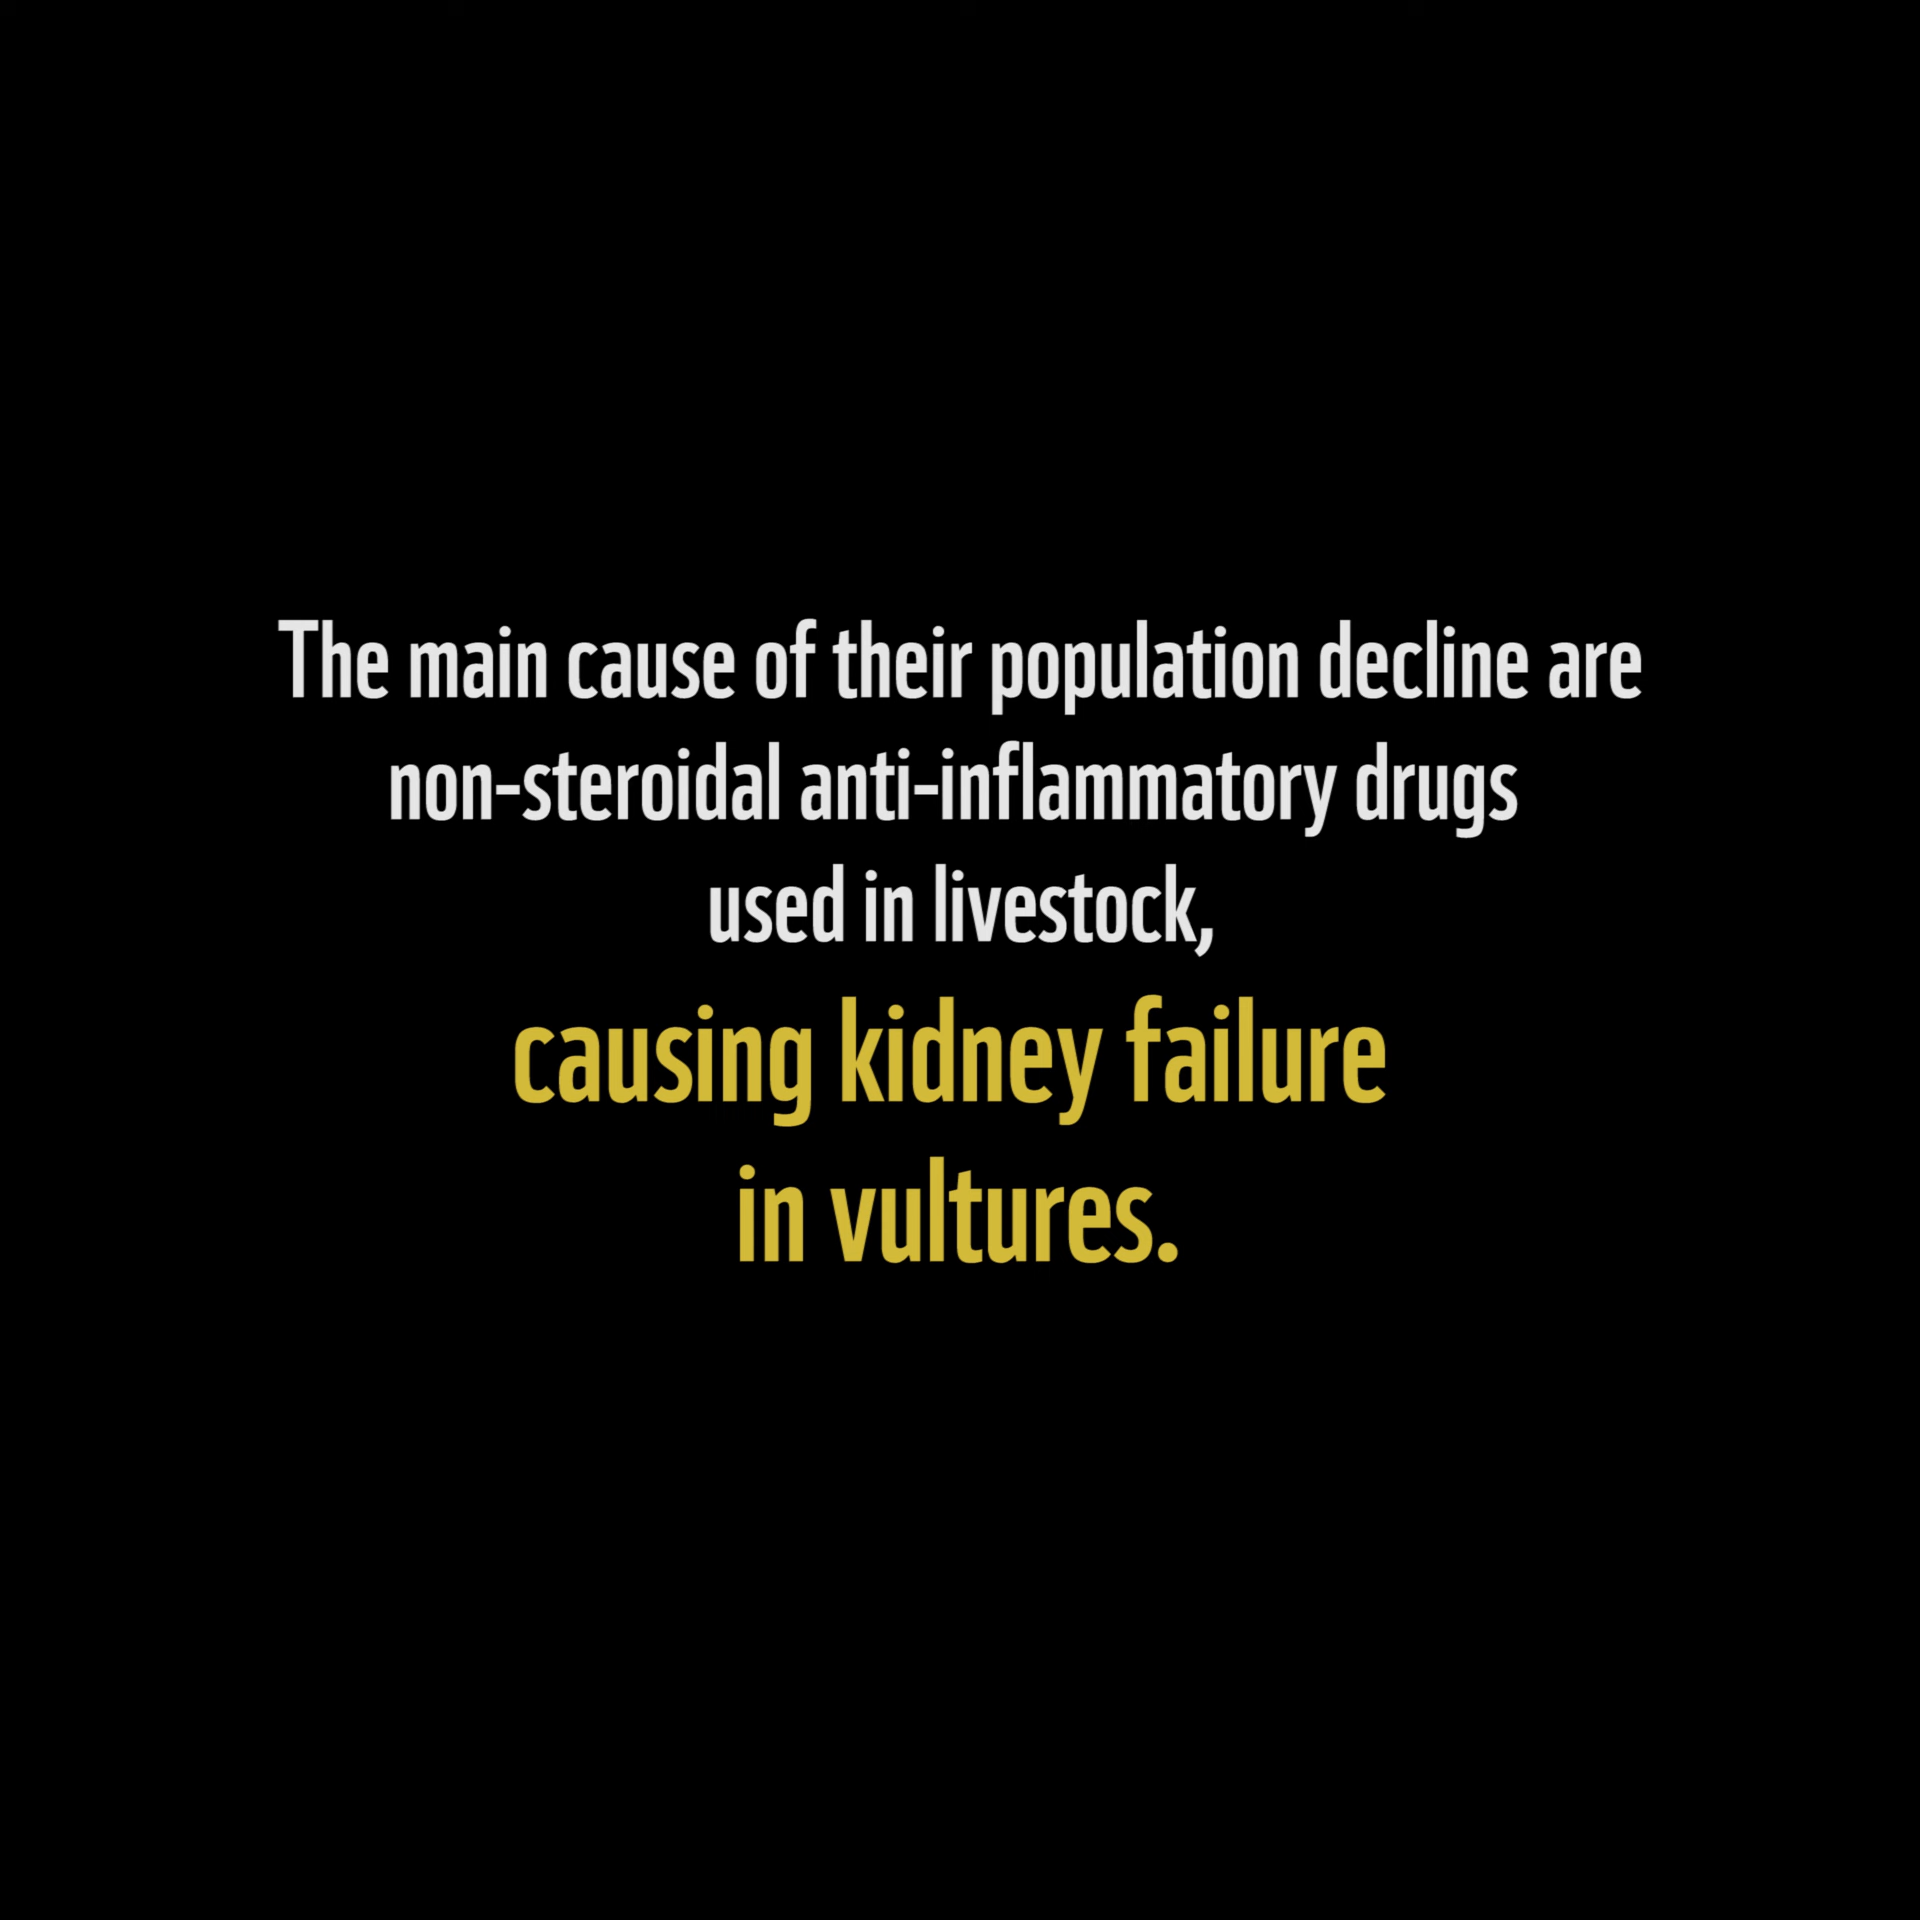 The main cause of their population decline are
non-steroidal anti-inflammatory drugs
used in livestock,
causing kidney failure
in vultures.